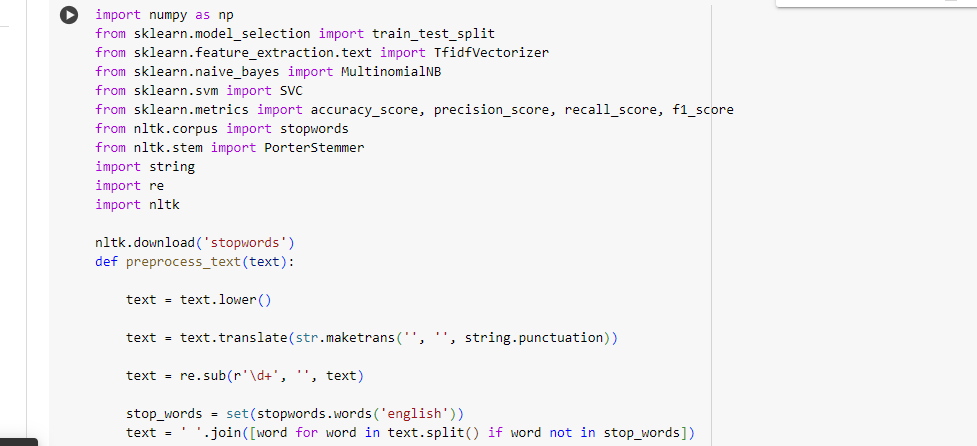 import numpy as np
from sklearn.model_selection import train_test_split
from sklearn.feature_extraction.text import TfidfVectorizer
from sklearn.naive_bayes import MultinomialNB
from sklearn.svm import SVC
from sklearn.metrics import accuracy_score, precision_score, recall_score, f1_score
from nltk.corpus import stopwords
from nltk.stem import PorterStemmer
import string
import re
import nltk

nltk.download('stopwords')
def preprocess_text(text):

    text = text.lower()

    text = text.translate(str.maketrans('', '', string.punctuation))

    text = re.sub(r'\d+', '', text)

    stop_words = set(stopwords.words('english'))
    text = ' '.join([word for word in text.split() if word not in stop_words])